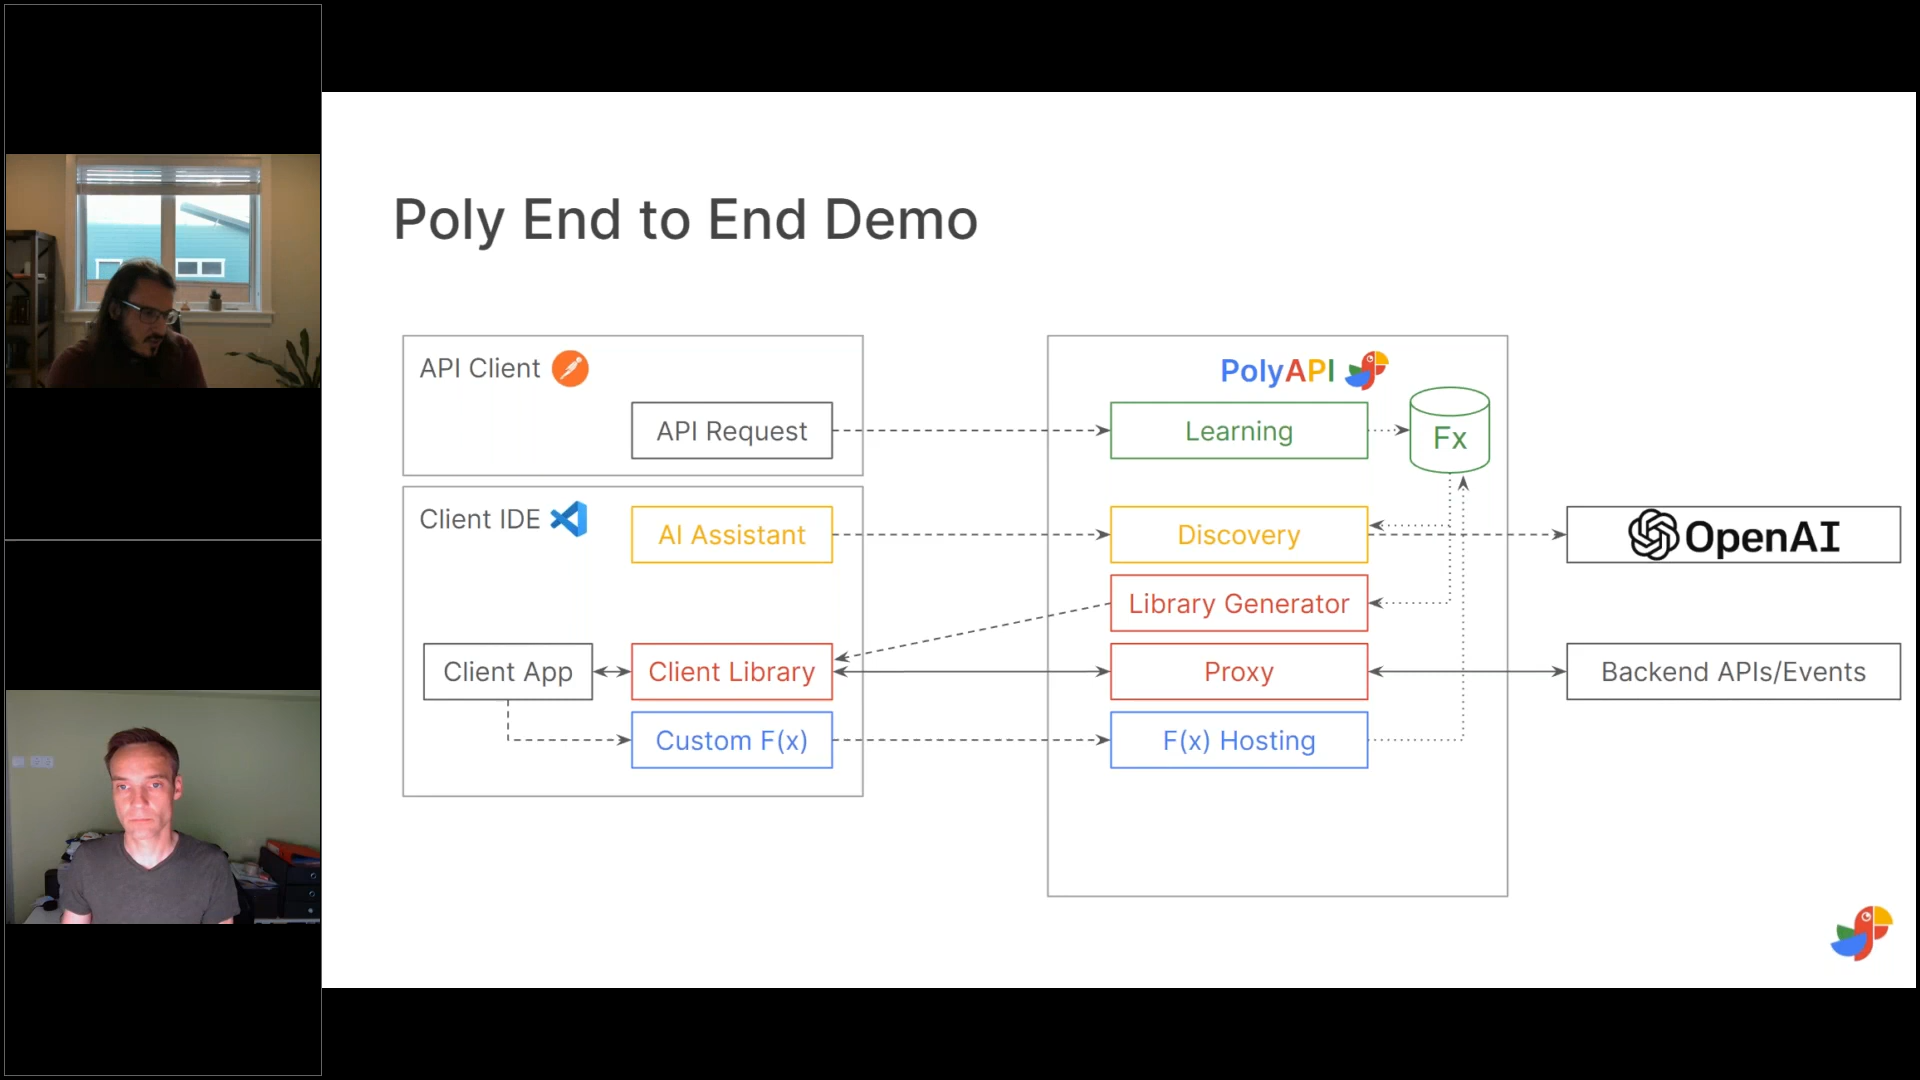 Poly End to End Demo
API Client
API Request
Client IDE
AI Assistant
Client App
Client Library
Custom F(x)
PolyAPI
Learning
Fx
Discovery
Library Generator
Proxy
F(x) Hosting
OpenAI
Backend APIs/Events